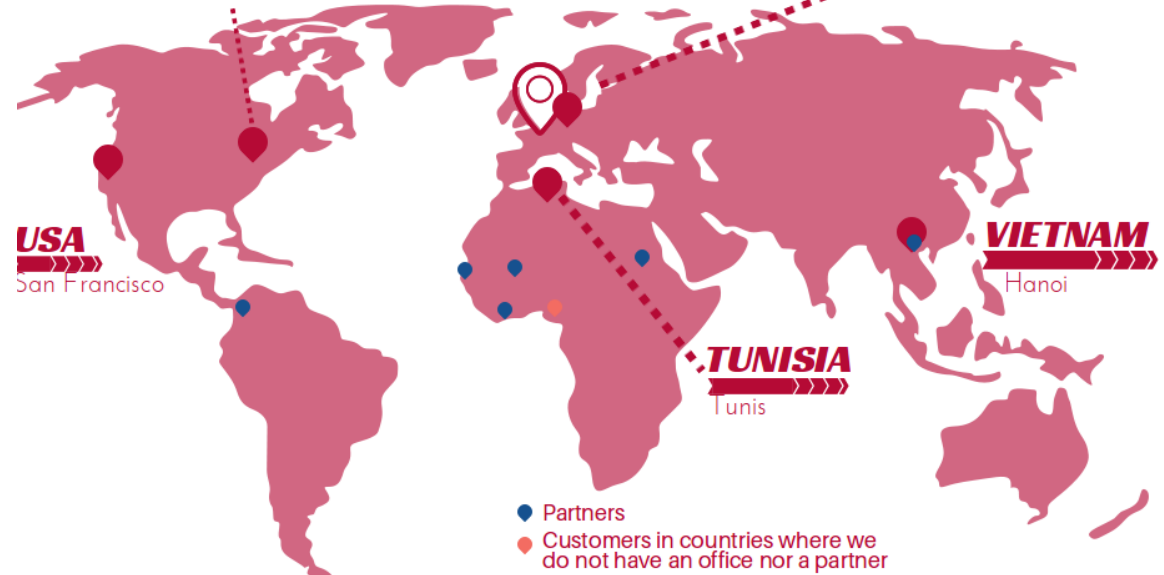 USA
San Francisco
VIETNAM
Hanoi
TUNISIA
Tunis
Partners
Customers in countries where we
do not have an office nor a partner